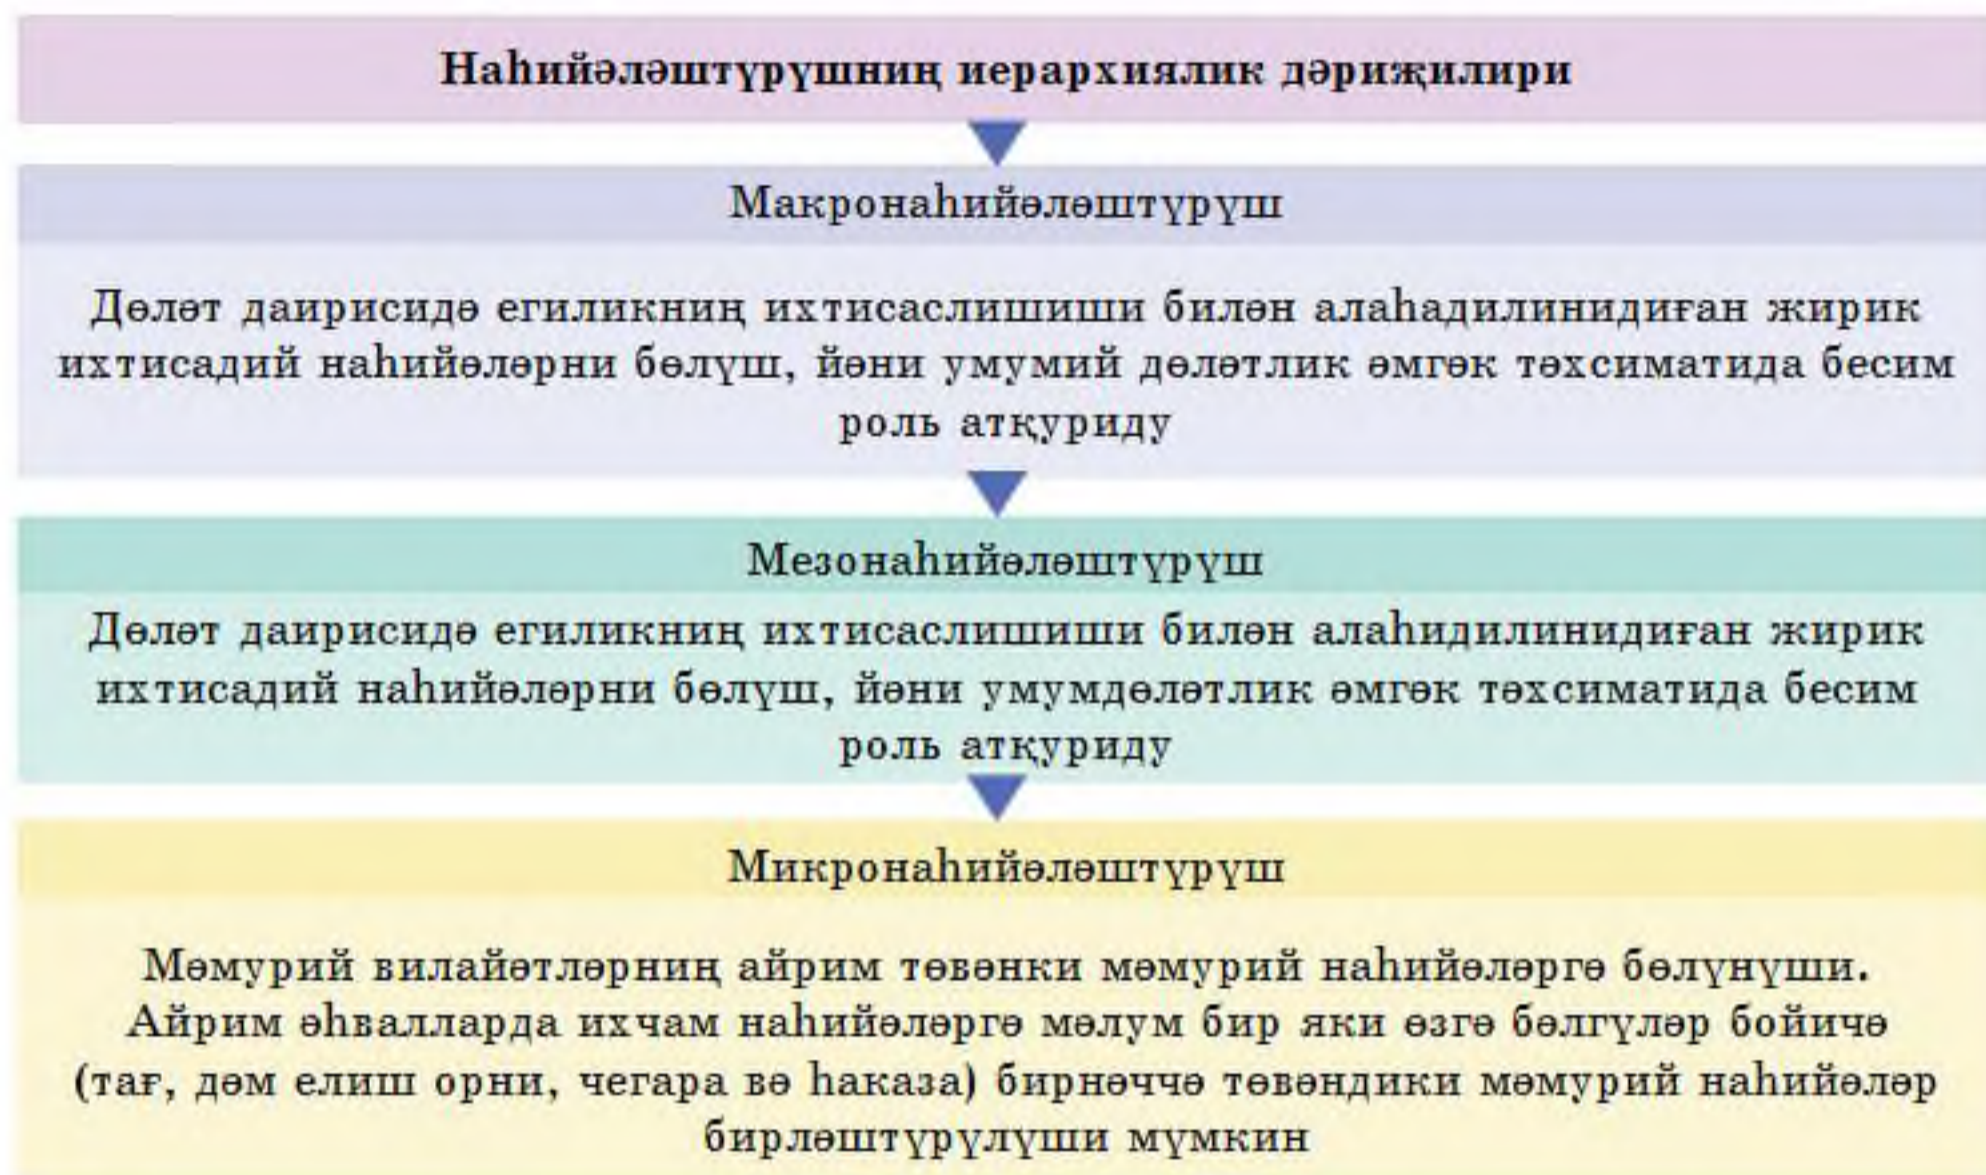 Наһийәләштүрүшниң иерархиялик дәриҗилири
Макронаһийәләштүрүш
Дөләт даирисидә егиликниң ихтисаслишиши билән алаһадилинидиған жирик
ихтисадий наһийәләрни бөлүш, йәни умумий дөләтлик әмгәк тәхсиматида бесим
роль атқуриду
Мезонаһийәләштүрүш
Дөләт даирисидә егиликниң ихтисаслишиши билән алаһидилинидиған жирик
ихтисадий наһийәләрни бөлүш, йәни умумдөләтлик әмгәк тәхсиматида бесим
роль атқуриду
Микронаһийәләштүрүш
Мәмурий вилайәтләрниң айрим төвәнки мәмурий наһийәләргә бөлүнүши.
Айрим әһвалларда ихчам наһийәләргә мәлум бир яки өзгә бәлгүләр бойичә
(тағ, дәм елиш орни, чегара вә һаказа) бирнәччә төвәндики мәмурий наһийәләр
бирләштүрүлүши мүмкин